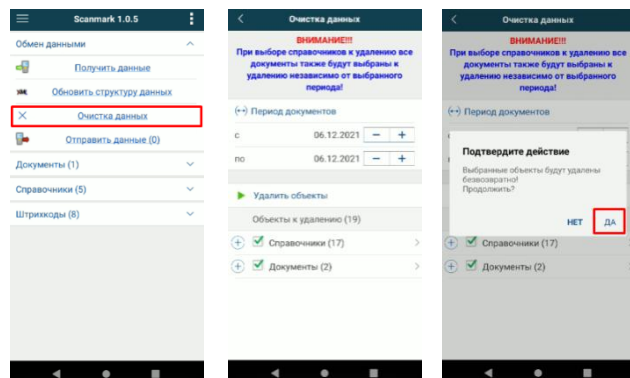 Scanmark 1.0.5
Обмен данными
Получить данные
XML
Обновить структуру данных
Очистка данных
Отправить данные (0)
Документы (1)
Справочники (5)
Штрихкоды (8)
Очистка данных
ВНИМАНИЕ!!!
При выборе справочников к удалению все
документы также будут выбраны к
удалению независимо от выбранного
периода!
Период документов
с 06.12.2021 − +
по 06.12.2021 − +
Удалить объекты
Объекты к удалению (19)
Справочники (17)
Документы (2)
Очистка данных
ВНИМАНИЕ!!!
При выборе справочников к удалению все
документы также будут выбраны к
удалению независимо от выбранного
периода!
Период документов
Подтвердите действие
Выбранные объекты будут удалены
безвозвратно!
Продолжить?
НЕТ ДА
Справочники (17)
Документы (2)